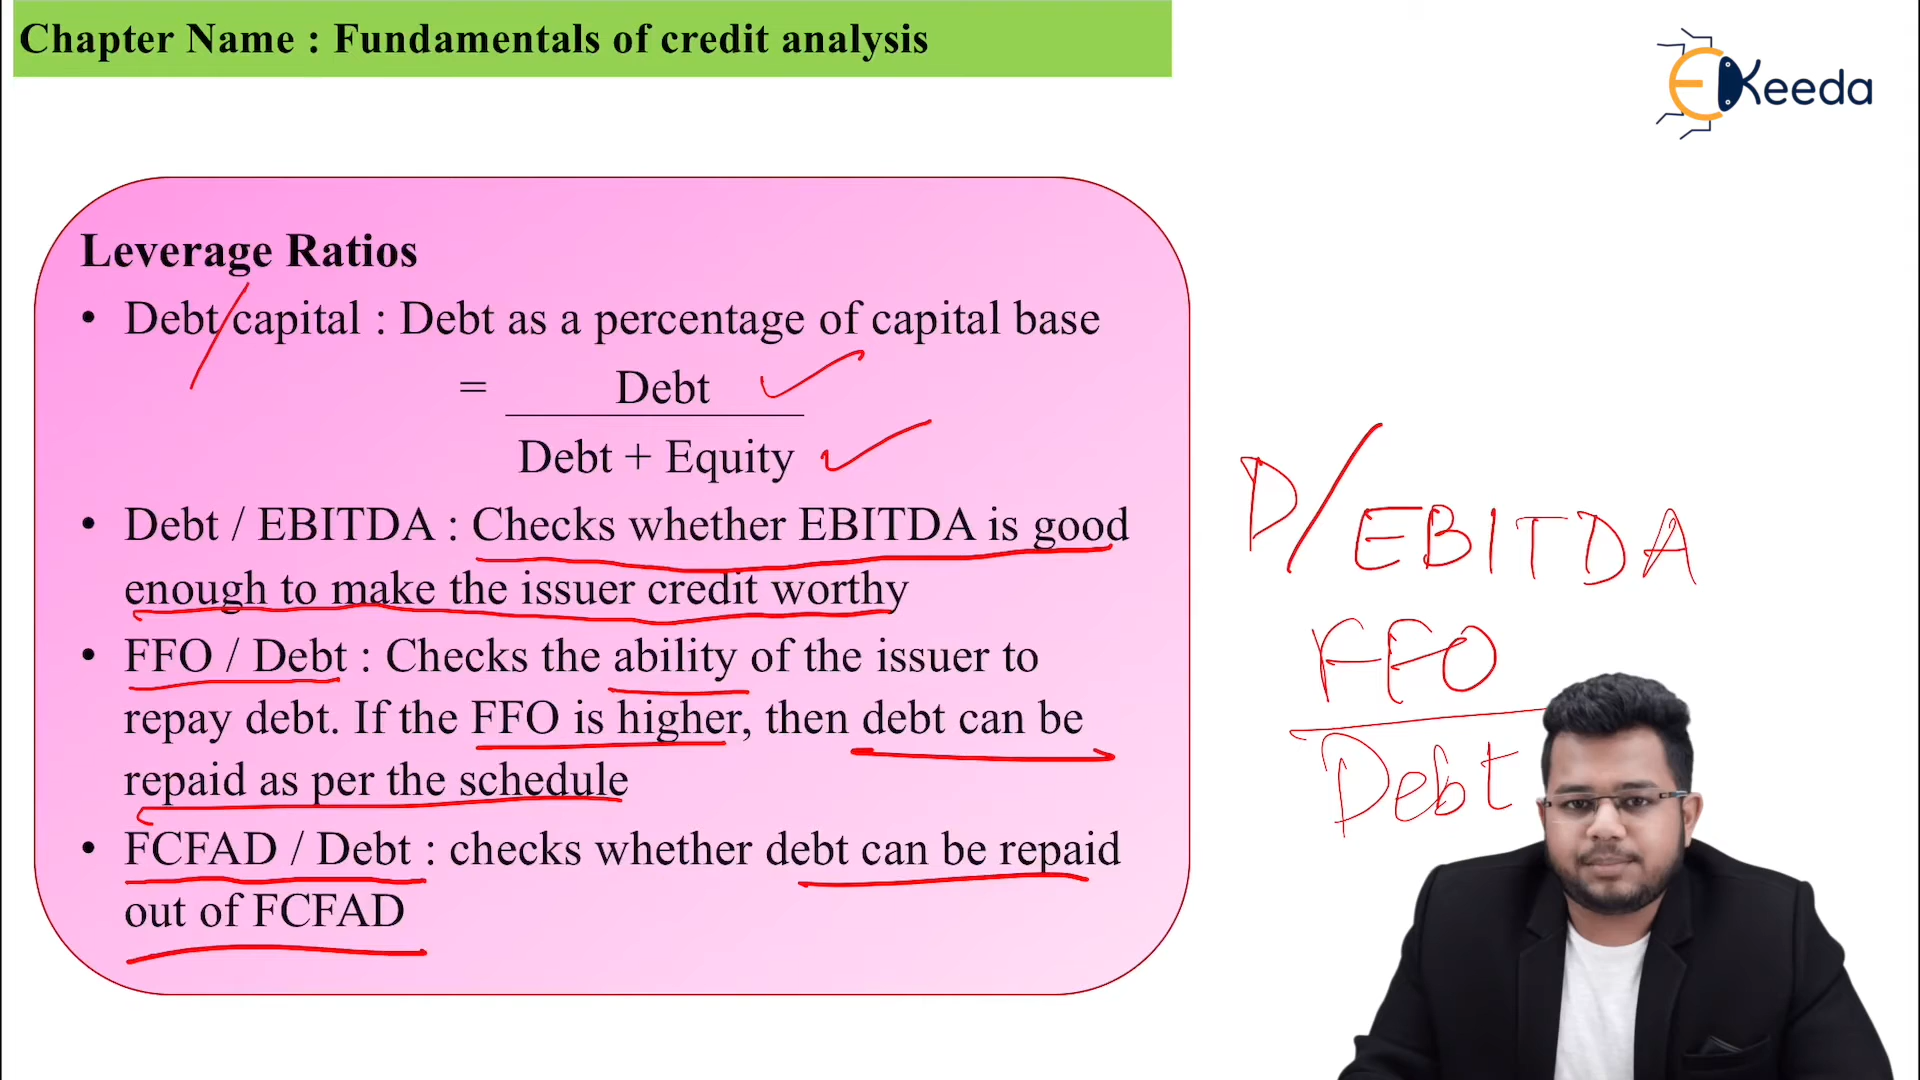 Chapter Name : Fundamentals of credit analysis
EKeeda
Leverage Ratios
• Debt/capital : Debt as a percentage of capital base
= Debt
Debt + Equity
• Debt / EBITDA : Checks whether EBITDA is good
enough to make the issuer credit worthy
• FFO / Debt : Checks the ability of the issuer to
repay debt. If the FFO is higher, then debt can be
repaid as per the schedule
• FCFAD / Debt : checks whether debt can be repaid
out of FCFAD
D/EBITDA
FFO
Debt